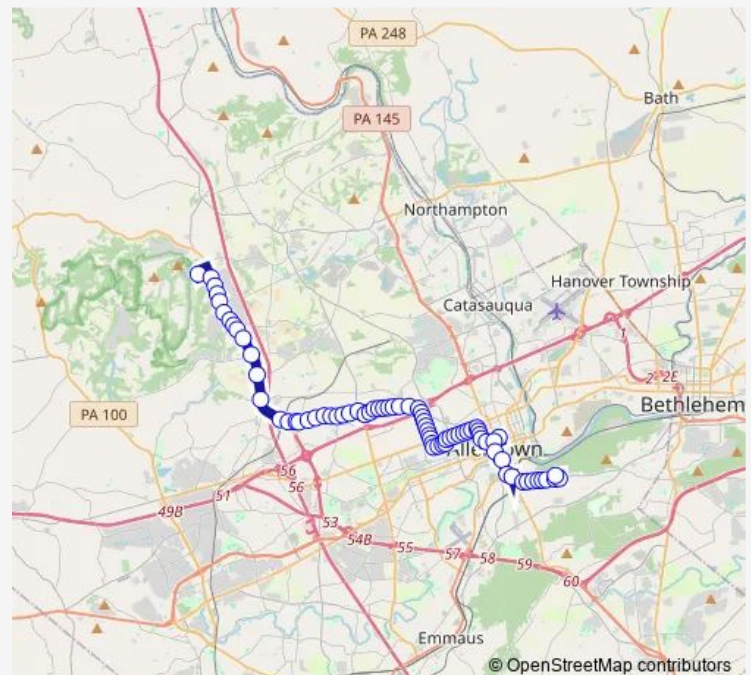 PA 248
Bath
PA 145
Northampton
Hanover Township
Catasauqua
1
2
2E
PA 100
Bethlehem
Allentown
56
56
51
49B
53
54B
55
57
58
59
60
Emmaus
© OpenStreetMap contributors